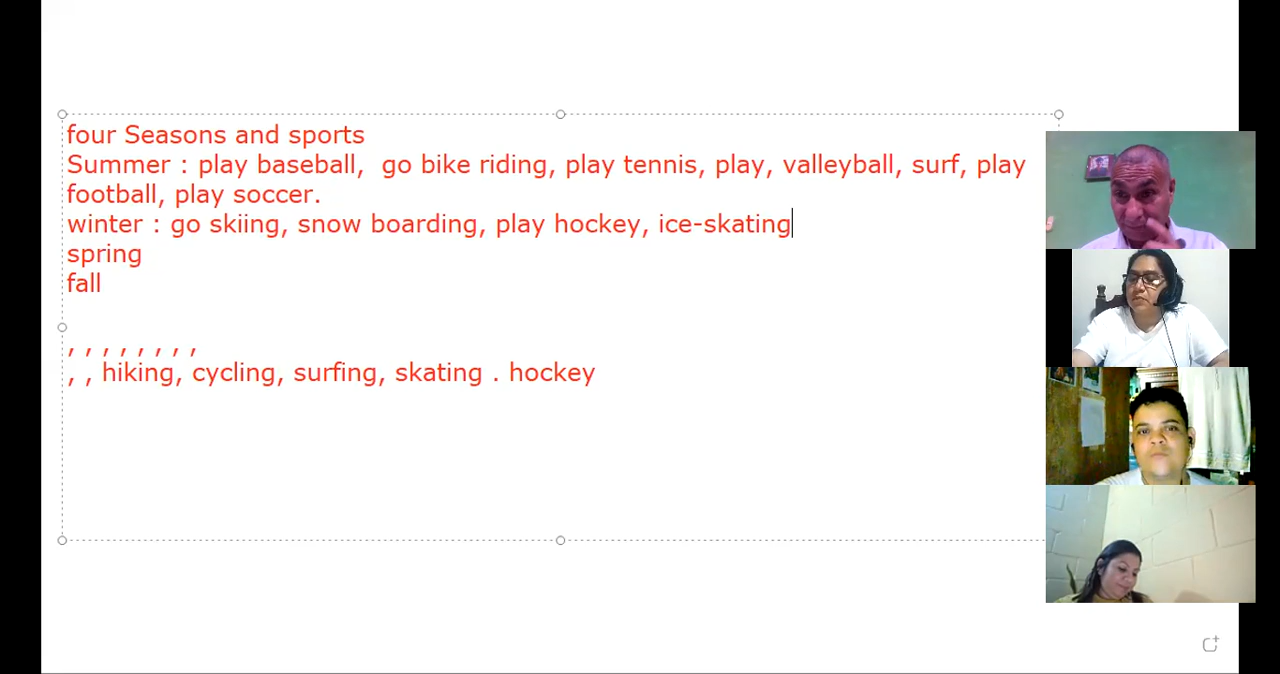 four Seasons and sports
Summer : play baseball,  go bike riding, play tennis, play, valleyball, surf, play
football, play soccer.
winter : go skiing, snow boarding, play hockey, ice-skating
spring
fall
, , , , , , , ,
, , hiking, cycling, surfing, skating . hockey